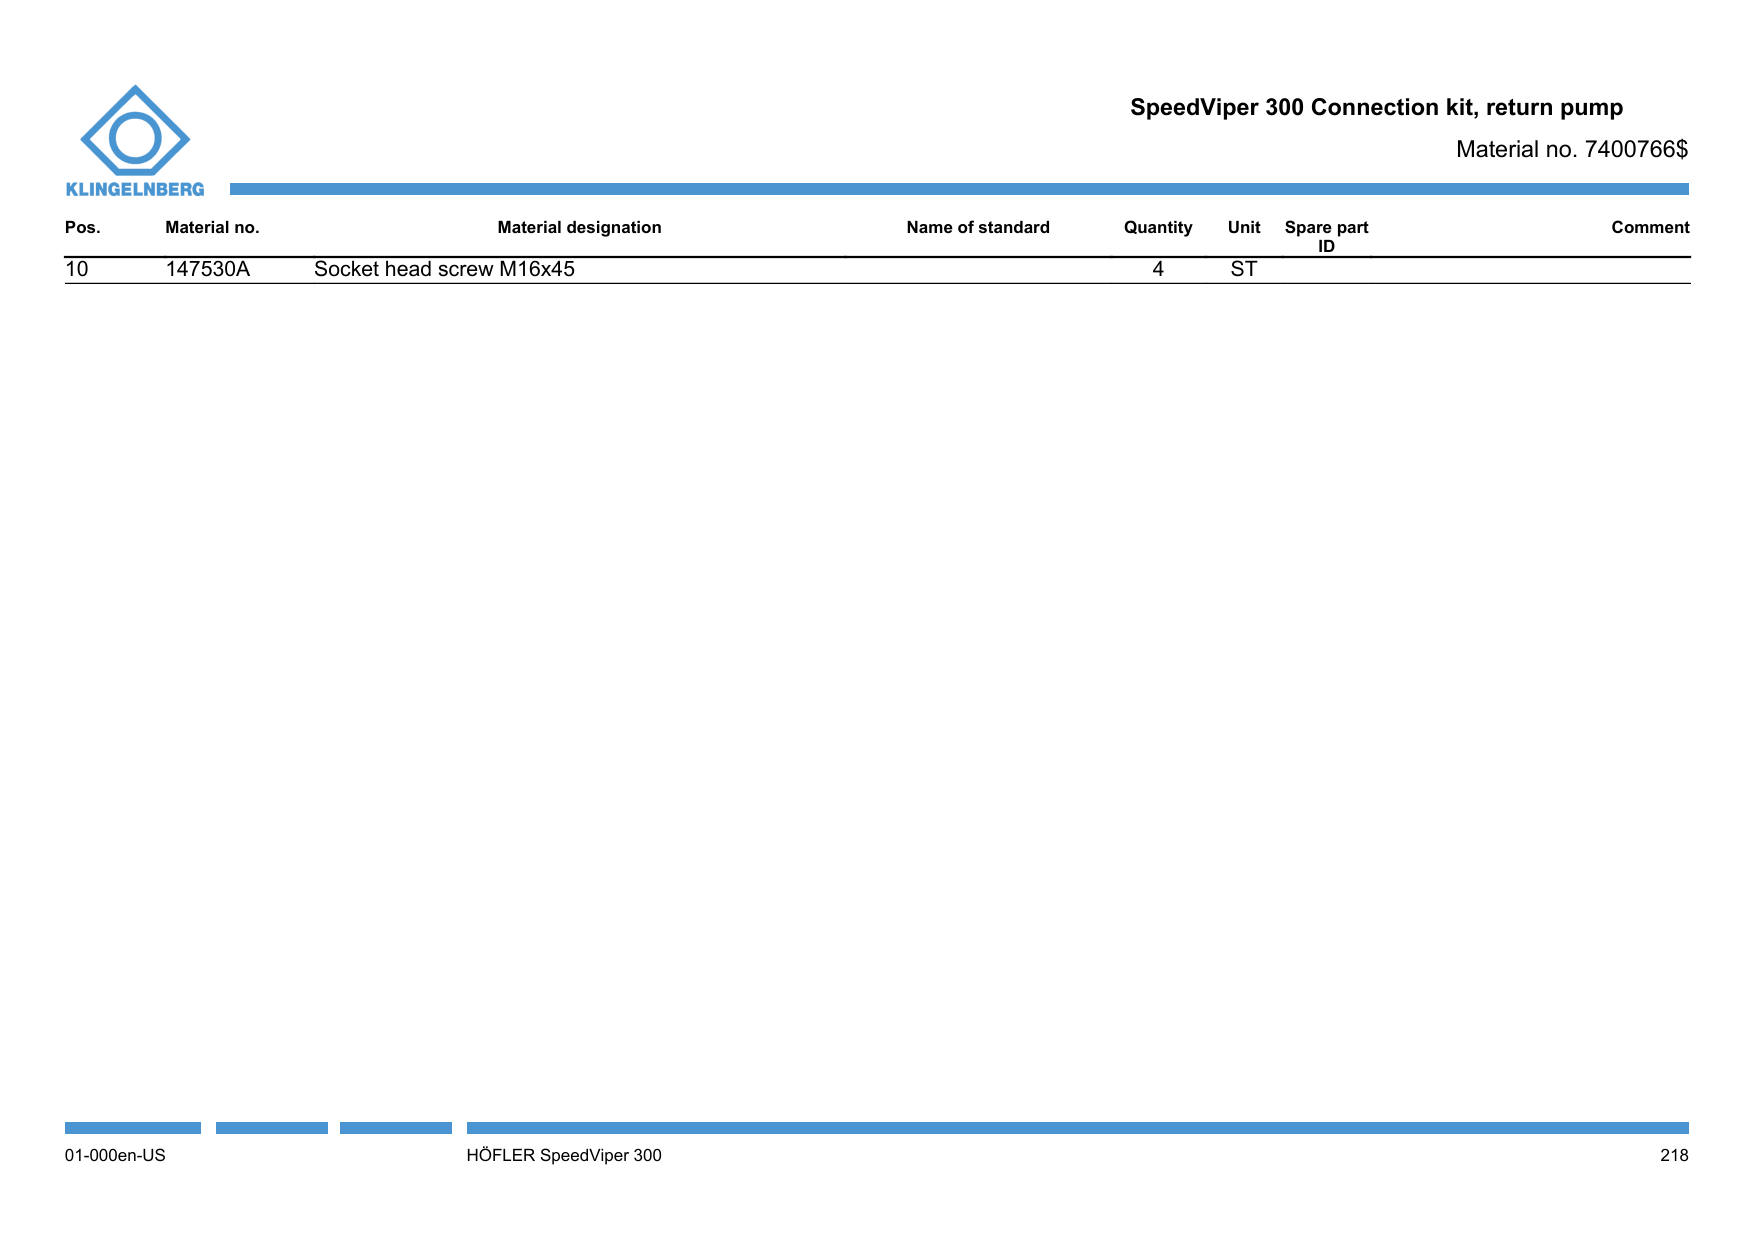 SpeedViper 300 Connection kit, return pump
Material no. 7400766$
KLINGELNBERG
Pos. Material no. Material designation Name of standard Quantity Unit Spare part ID Comment
10 147530A Socket head screw M16x45 4 ST
01-000en-US HÖFLER SpeedViper 300 218